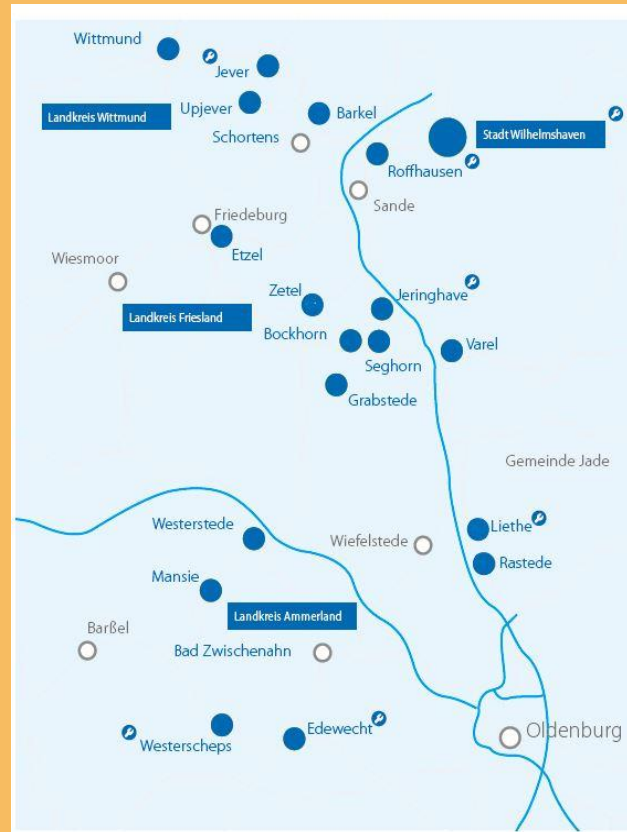 Wittmund
Jever
Landkreis Wittmund
Upjever
Barkel
Schortens
Stadt Wilhelmshaven
Roffhausen
Sande
Friedeburg
Etzel
Wiesmoor
Zetel
Jeringhave
Landkreis Friesland
Bockhorn
Varel
Seghorn
Grabstede
Gemeinde Jade
Westerstede
Liethe
Wiefelstede
Rastede
Mansie
Landkreis Ammerland
Barßel
Bad Zwischenahn
Edewecht
Oldenburg
Westerscheps